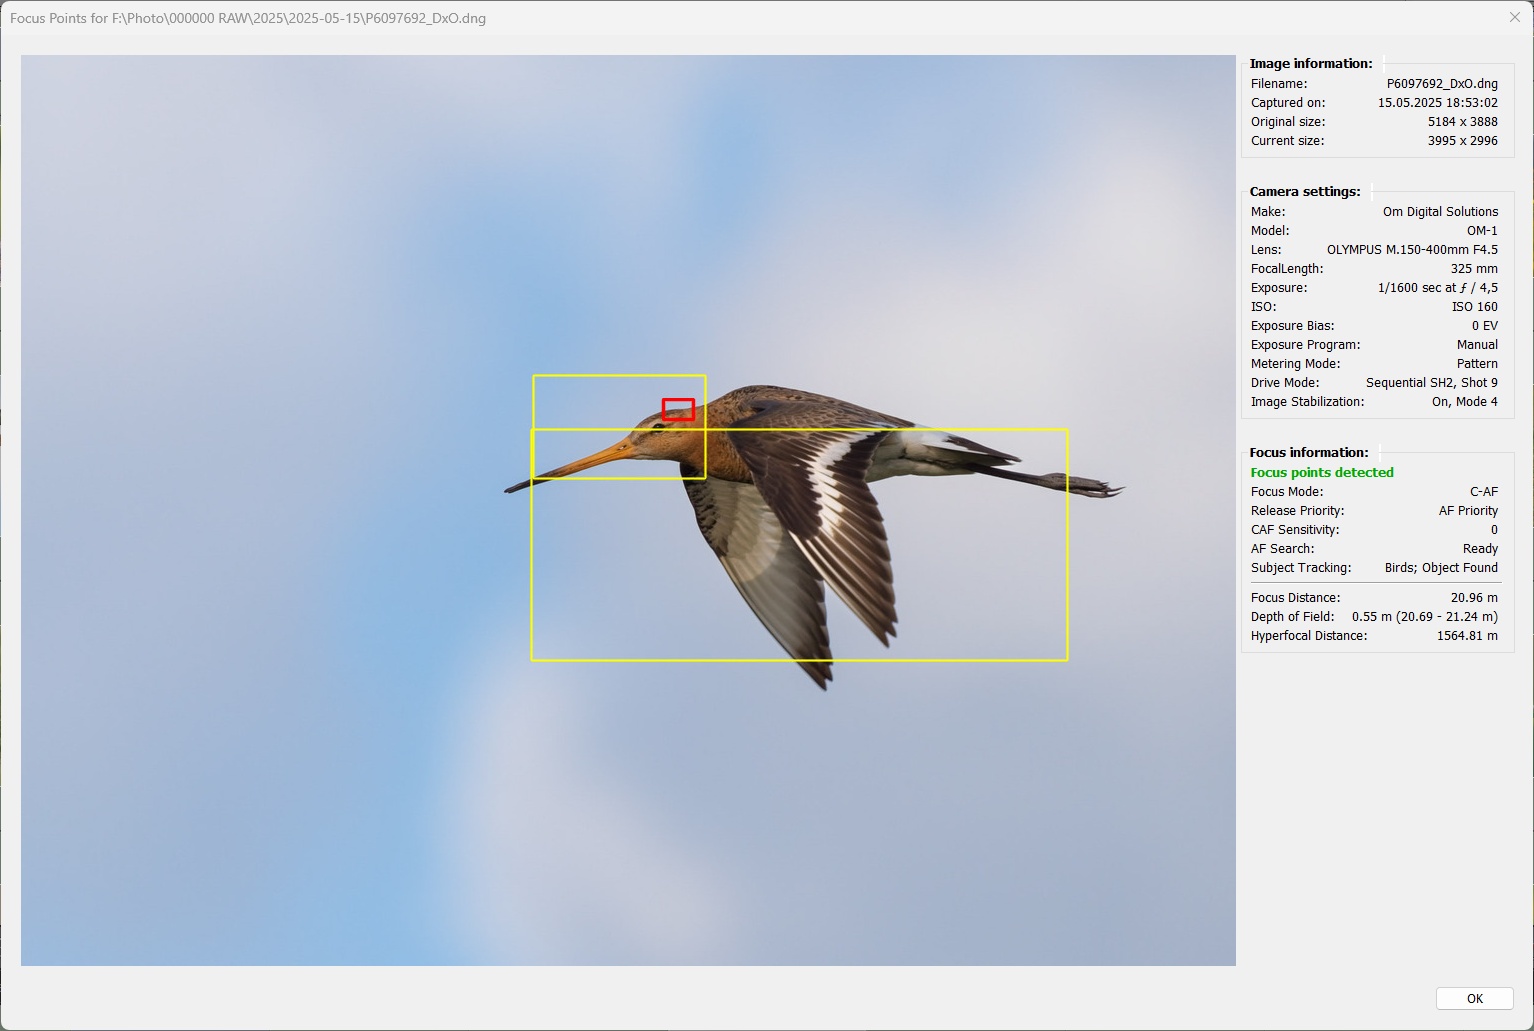 Focus Points for F:\Photo\000000 RAW\2025\2025-05-15\P6097692_DxO.dng
Image information:
Filename: P6097692_DxO.dng
Captured on: 15.05.2025 18:53:02
Original size: 5184 x 3888
Current size: 3995 x 2996
Camera settings:
Make: Om Digital Solutions
Model: OM-1
Lens: OLYMPUS M.150-400mm F4.5
FocalLength: 325 mm
Exposure: 1/1600 sec at ƒ / 4,5
ISO: ISO 160
Exposure Bias: 0 EV
Exposure Program: Manual
Metering Mode: Pattern
Drive Mode: Sequential SH2, Shot 9
Image Stabilization: On, Mode 4
Focus information:
Focus points detected
Focus Mode: C-AF
Release Priority: AF Priority
CAF Sensitivity: 0
AF Search: Ready
Subject Tracking: Birds; Object Found
Focus Distance: 20.96 m
Depth of Field: 0.55 m (20.69 - 21.24 m)
Hyperfocal Distance: 1564.81 m
OK